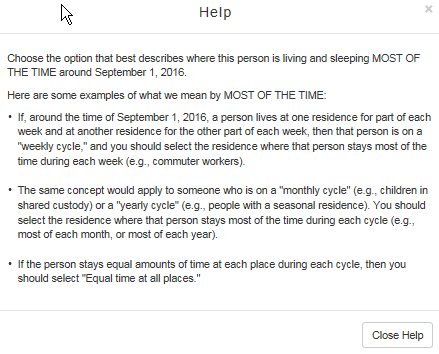 Help
×
Choose the option that best describes where this person is living and sleeping MOST OF
THE TIME around September 1, 2016.
Here are some examples of what we mean by MOST OF THE TIME:
• If, around the time of September 1, 2016, a person lives at one residence for part of each
week and at another residence for the other part of each week, then that person is on a
"weekly cycle," and you should select the residence where that person stays most of the
time during each week (e.g., commuter workers).
• The same concept would apply to someone who is on a "monthly cycle" (e.g., children in
shared custody) or a "yearly cycle" (e.g., people with a seasonal residence). You should
select the residence where that person stays most of the time during each cycle (e.g.,
most of each month, or most of each year).
• If the person stays equal amounts of time at each place during each cycle, then you
should select "Equal time at all places."
Close Help